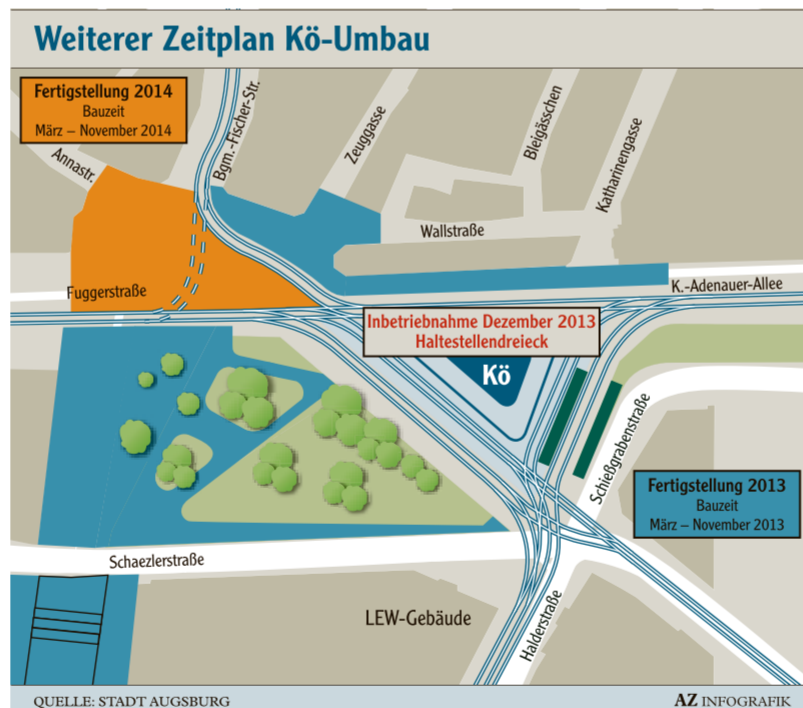 Weiterer Zeitplan Kö-Umbau
Fertigstellung 2014
Bauzeit
März – November 2014
Annastr.
Bgm.-Fischer-Str.
Zeuggasse
Bleigässchen
Katharinengasse
Wallstraße
Fuggerstraße
K.-Adenauer-Allee
Inbetriebnahme Dezember 2013
Haltestellendreieck
Kö
Schießgrabenstraße
Fertigstellung 2013
Bauzeit
März – November 2013
Schaezlerstraße
LEW-Gebäude
Halderstraße
QUELLE: STADT AUGSBURG
AZ INFOGRAFIK